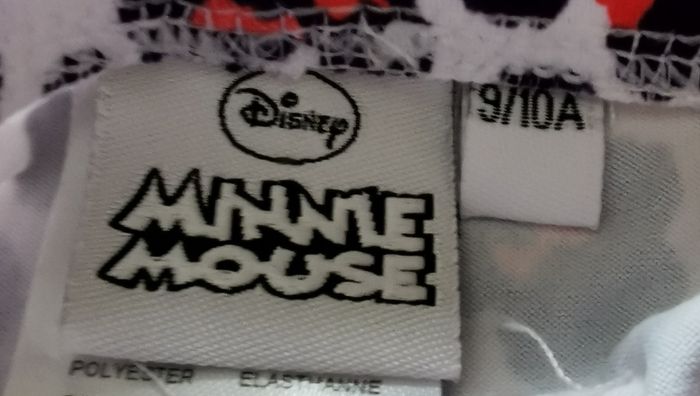 Disney
9/10A
MINNIE
MOUSE
POLYESTER ELASTHANNE